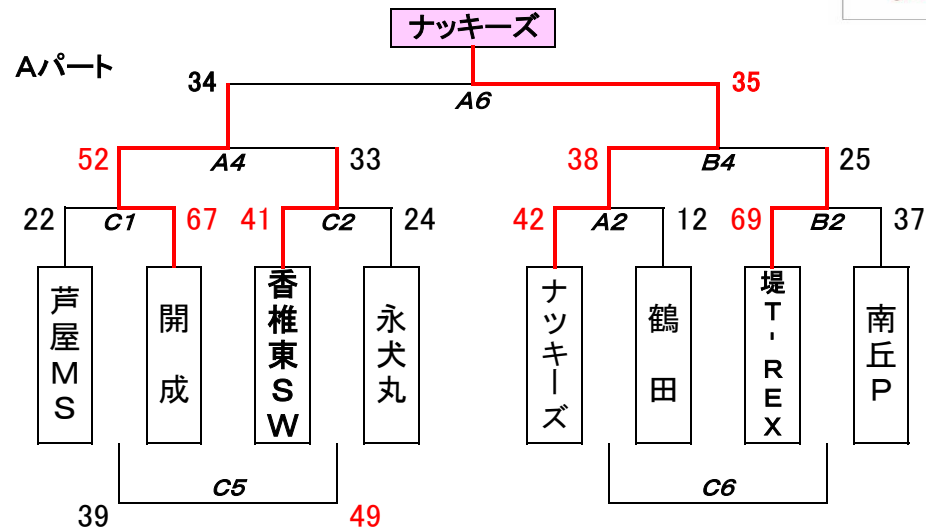 ナッキーズ
Aパート
34
35
A6
52
A4
33
38
B4
25
22
C1
67
41
C2
24
42
A2
12
69
B2
37
芦屋MS
開成
香椎東SW
永犬丸
ナツキーズ
鶴田
堤T'REX
南丘P
C5
C6
39
49